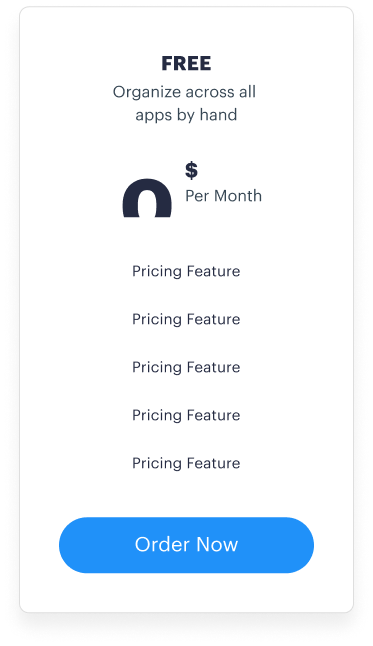 FREE
Organize across all
apps by hand
0
$
Per Month
Pricing Feature
Pricing Feature
Pricing Feature
Pricing Feature
Pricing Feature
Order Now